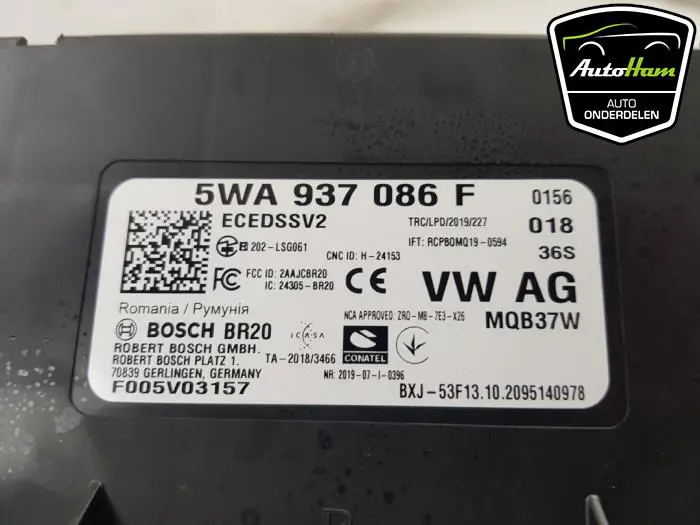 AutoHam
AUTO
ONDERDELEN
5WA 937 086 F
0156
ECEDSSV2
TRC/LPD/2019/227
018
202-LSG061
IFT: RCPBOMQ19-0594
36S
CNC ID: H-24153
FC
FCC ID: 2AAJCBR20
IC: 24305-BR20
CE
VW AG
Romania / Румунія
NCA APPROVED: ZRO-M8-7E3-X26
MQB37W
BOSCH BR20
ICASA
ROBERT BOSCH GMBH.
TA-2018/3466
CONATEL
ROBERT BOSCH PLATZ 1.
70839 GERLINGEN, GERMANY
NR: 2019-07-I-0396
F005V03157
BXJ-53F13.10.2095140978